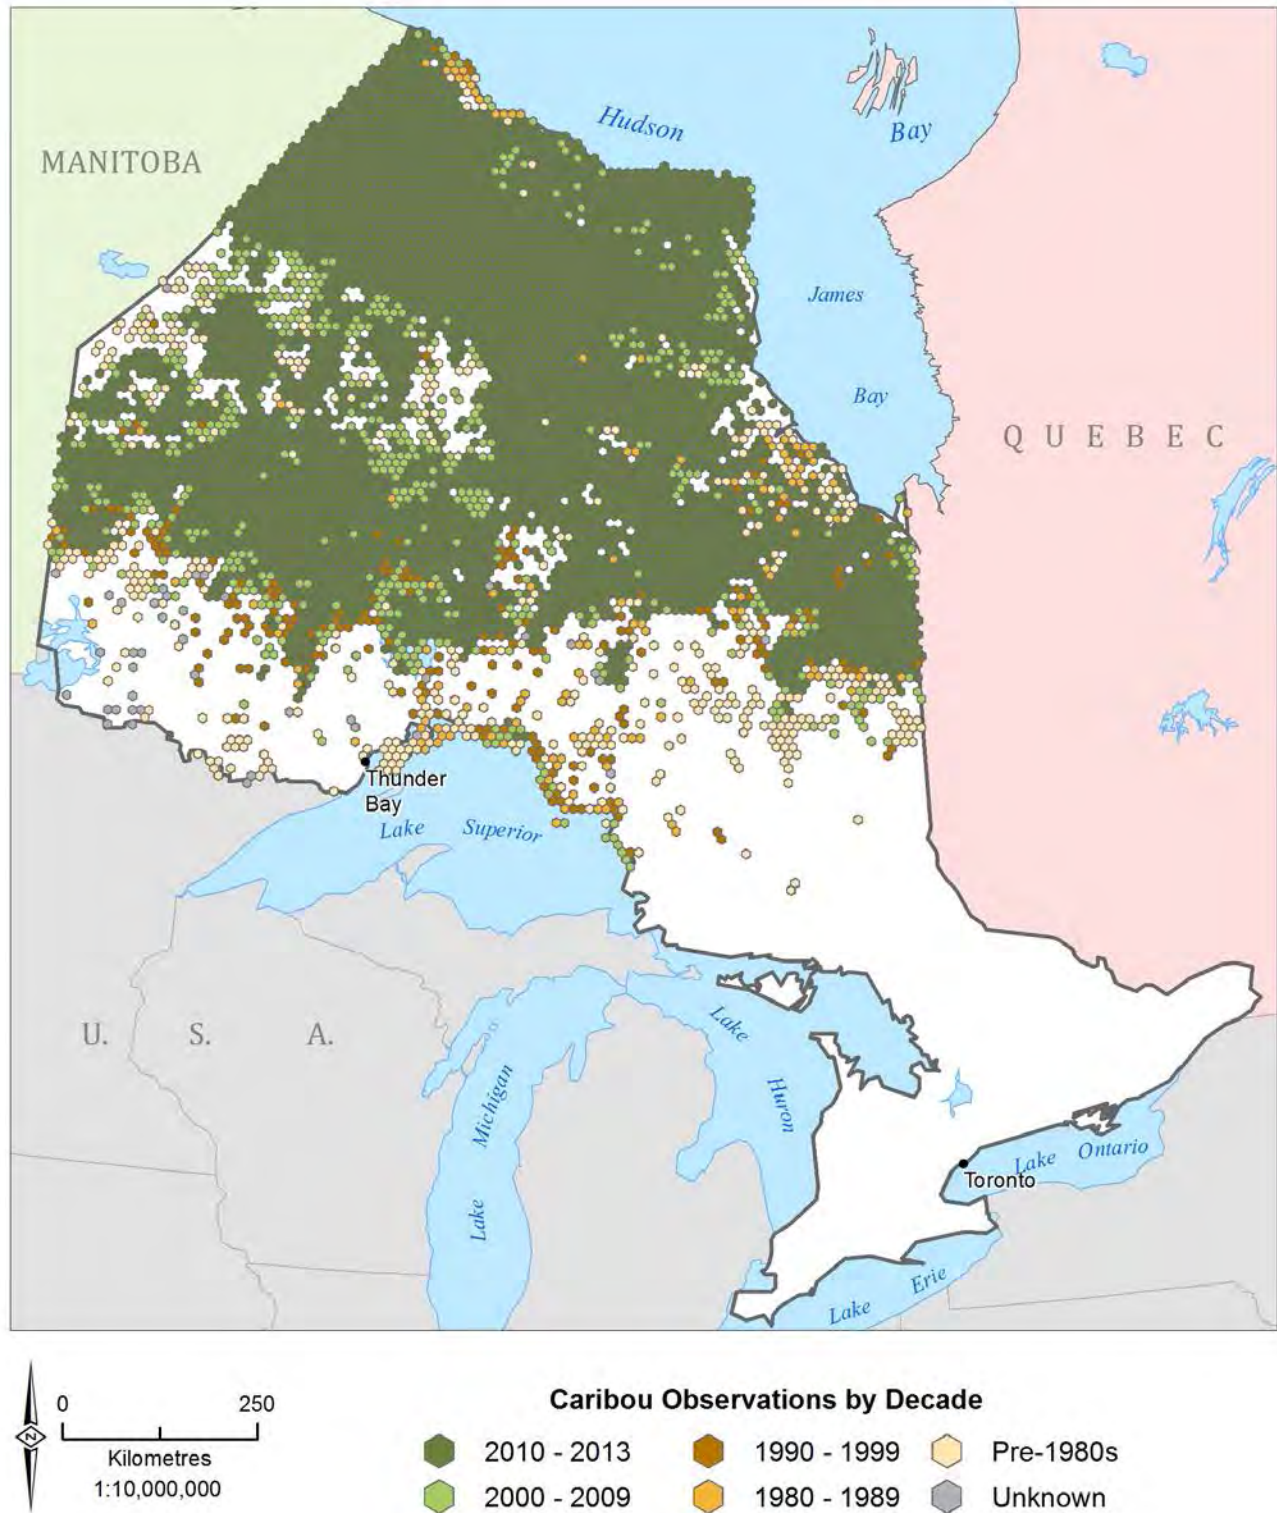 Hudson
Bay
MANITOBA
James
Bay
QUEBEC
Thunder
Bay
Lake Superior
U. S. A.
Lake Michigan
Lake
Huron
Lake Ontario
Toronto
Lake Erie
N
0 250
Kilometres
1:10,000,000
Caribou Observations by Decade
2010 - 2013
1990 - 1999
Pre-1980s
2000 - 2009
1980 - 1989
Unknown